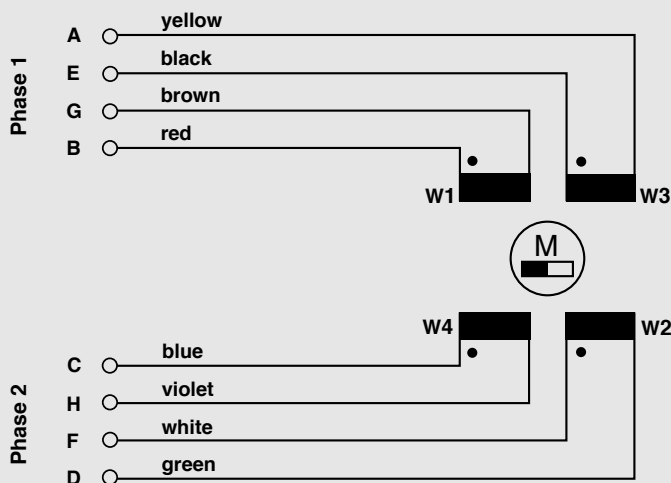 Phase 1
A yellow
E black
G brown
B red
W1 W3
M
W4 W2
Phase 2
C blue
H violet
F white
D green